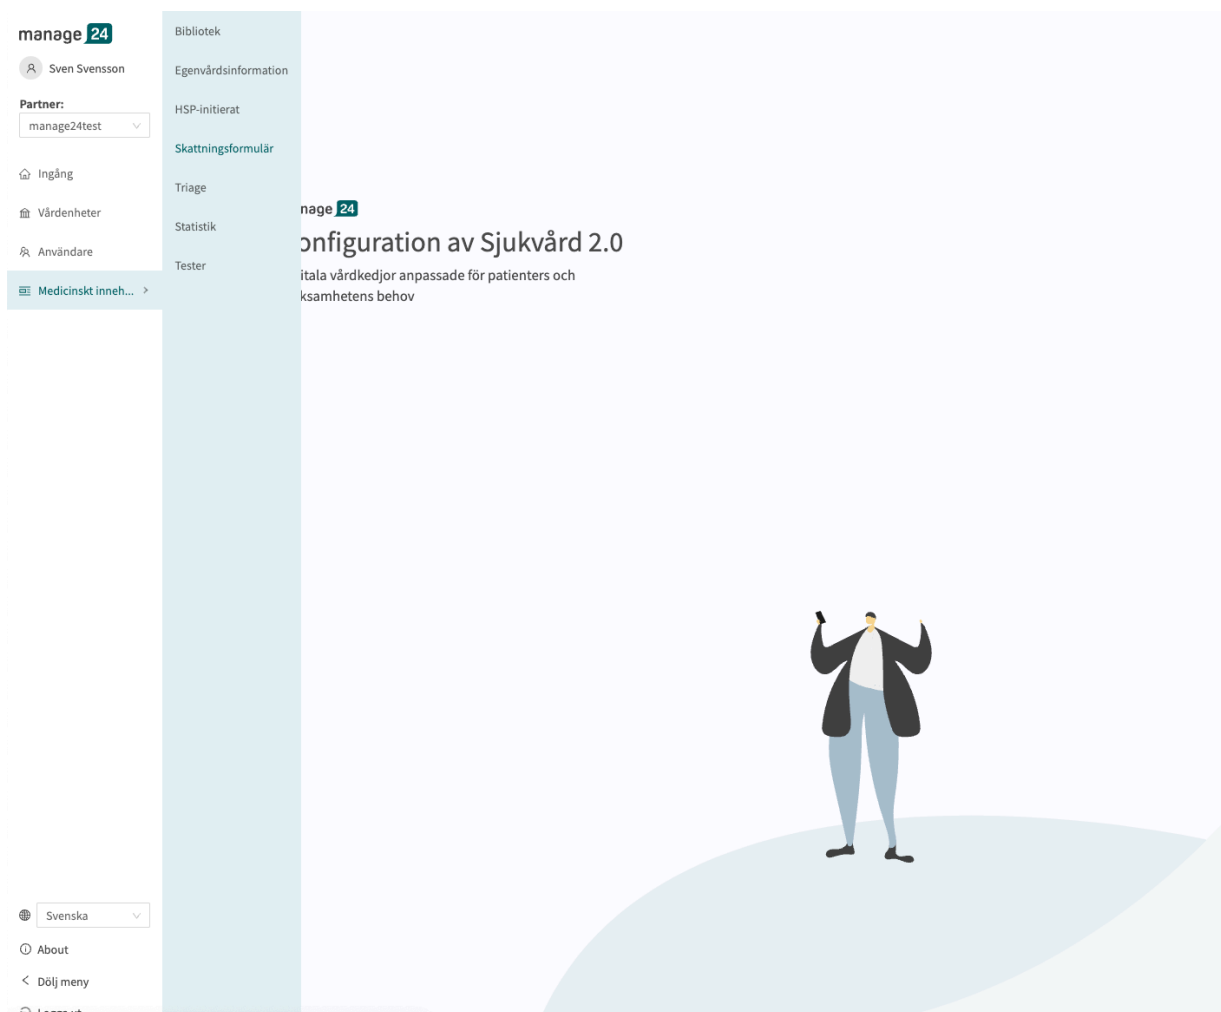 manage 24
Sven Svensson
Partner:
manage24test
Ingång
Vårdenheter
Användare
Medicinskt inneh...
Bibliotek
Egenvårdsinformation
HSP-initierat
Skattningsformulär
Triage
Statistik
Tester
nage 24
onfiguration av Sjukvård 2.0
itala vårdkedjor anpassade för patienters och
ksamhetens behov
Svenska
About
Dölj meny
Logga ut